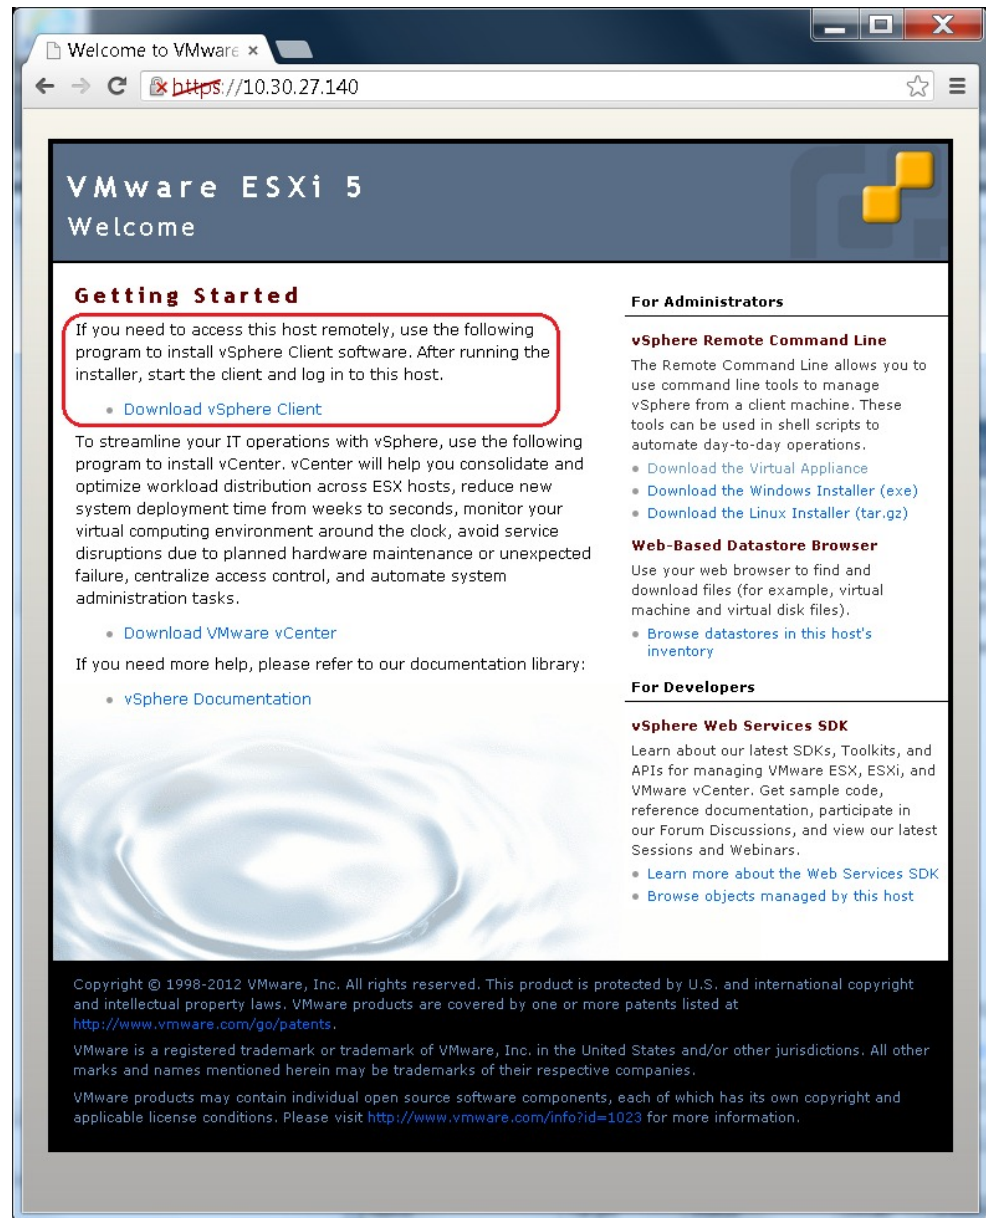 Welcome to VMware
https://10.30.27.140
VMware ESXi 5
Welcome
Getting Started
If you need to access this host remotely, use the following
program to install vSphere Client software. After running the
installer, start the client and log in to this host.
Download vSphere Client
To streamline your IT operations with vSphere, use the following
program to install vCenter. vCenter will help you consolidate and
optimize workload distribution across ESX hosts, reduce new
system deployment time from weeks to seconds, monitor your
virtual computing environment around the clock, avoid service
disruptions due to planned hardware maintenance or unexpected
failure, centralize access control, and automate system
administration tasks.
Download VMware vCenter
If you need more help, please refer to our documentation library:
vSphere Documentation
For Administrators
vSphere Remote Command Line
The Remote Command Line allows you to
use command line tools to manage
vSphere from a client machine. These
tools can be used in shell scripts to
automate day-to-day operations.
Download the Virtual Appliance
Download the Windows Installer (exe)
Download the Linux Installer (tar.gz)
Web-Based Datastore Browser
Use your web browser to find and
download files (for example, virtual
machine and virtual disk files).
Browse datastores in this host's
inventory
For Developers
vSphere Web Services SDK
Learn about our latest SDKs, Toolkits, and
APIs for managing VMware ESX, ESXi, and
VMware vCenter. Get sample code,
reference documentation, participate in
our Forum Discussions, and view our latest
Sessions and Webinars.
Learn more about the Web Services SDK
Browse objects managed by this host
Copyright © 1998-2012 VMware, Inc. All rights reserved. This product is protected by U.S. and international copyright
and intellectual property laws. VMware products are covered by one or more patents listed at
http://www.vmware.com/go/patents.
VMware is a registered trademark or trademark of VMware, Inc. in the United States and/or other jurisdictions. All other
marks and names mentioned herein may be trademarks of their respective companies.
VMware products may contain individual open source software components, each of which has its own copyright and
applicable license conditions. Please visit http://www.vmware.com/info?id=1023 for more information.